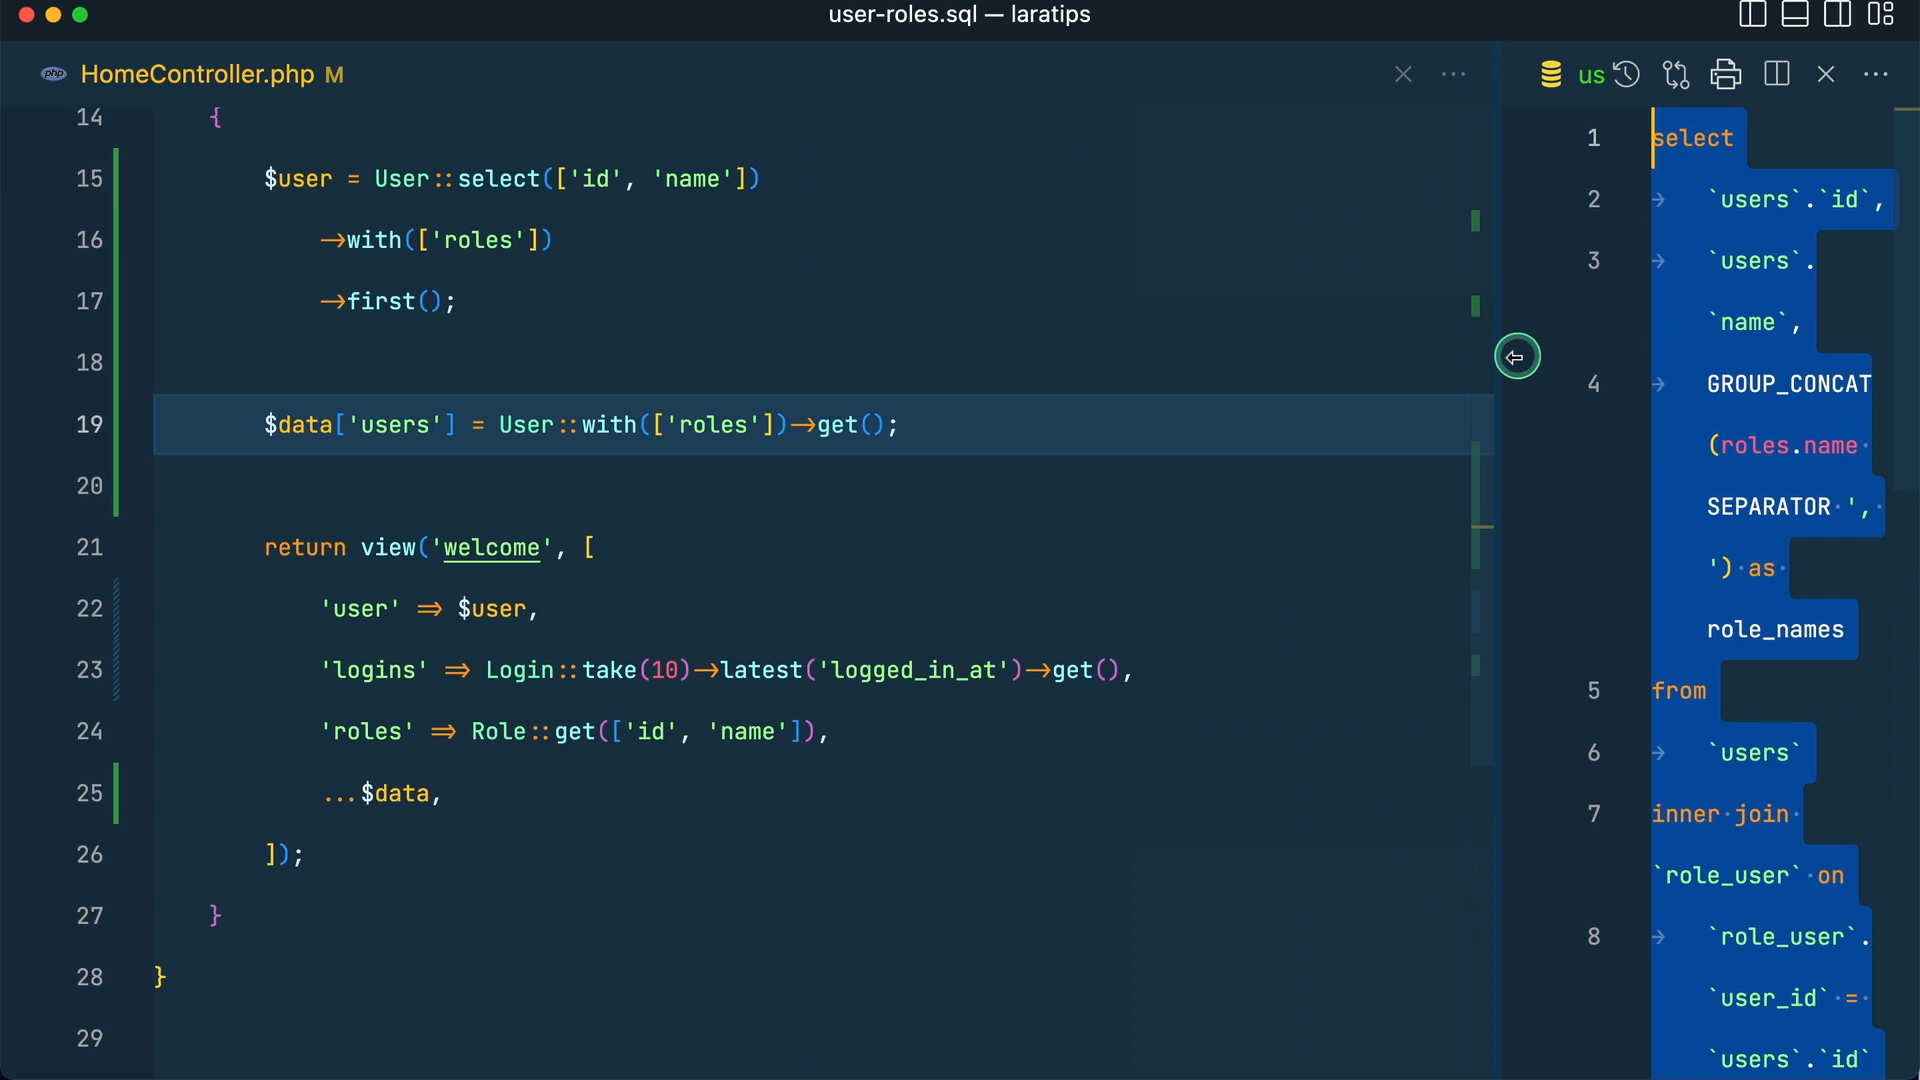 user-roles.sql — laratips
php HomeController.php M
us
14 {
15 $user = User::select(['id', 'name'])
16 ->with(['roles'])
17 ->first();
18
19 $data['users'] = User::with(['roles'])->get();
20
21 return view('welcome', [
22 'user' => $user,
23 'logins' => Login::take(10)->latest('logged_in_at')->get(),
24 'roles' => Role::get(['id', 'name']),
25 ...$data,
26 ]);
27 }
28 }
29
1 select
2 `users`.`id`,
3 `users`.
`name`,
4 GROUP_CONCAT
(roles.name
SEPARATOR ',
') as
role_names
5 from
6 `users`
7 inner join
`role_user` on
8 `role_user`.
`user_id` =
`users`.`id`